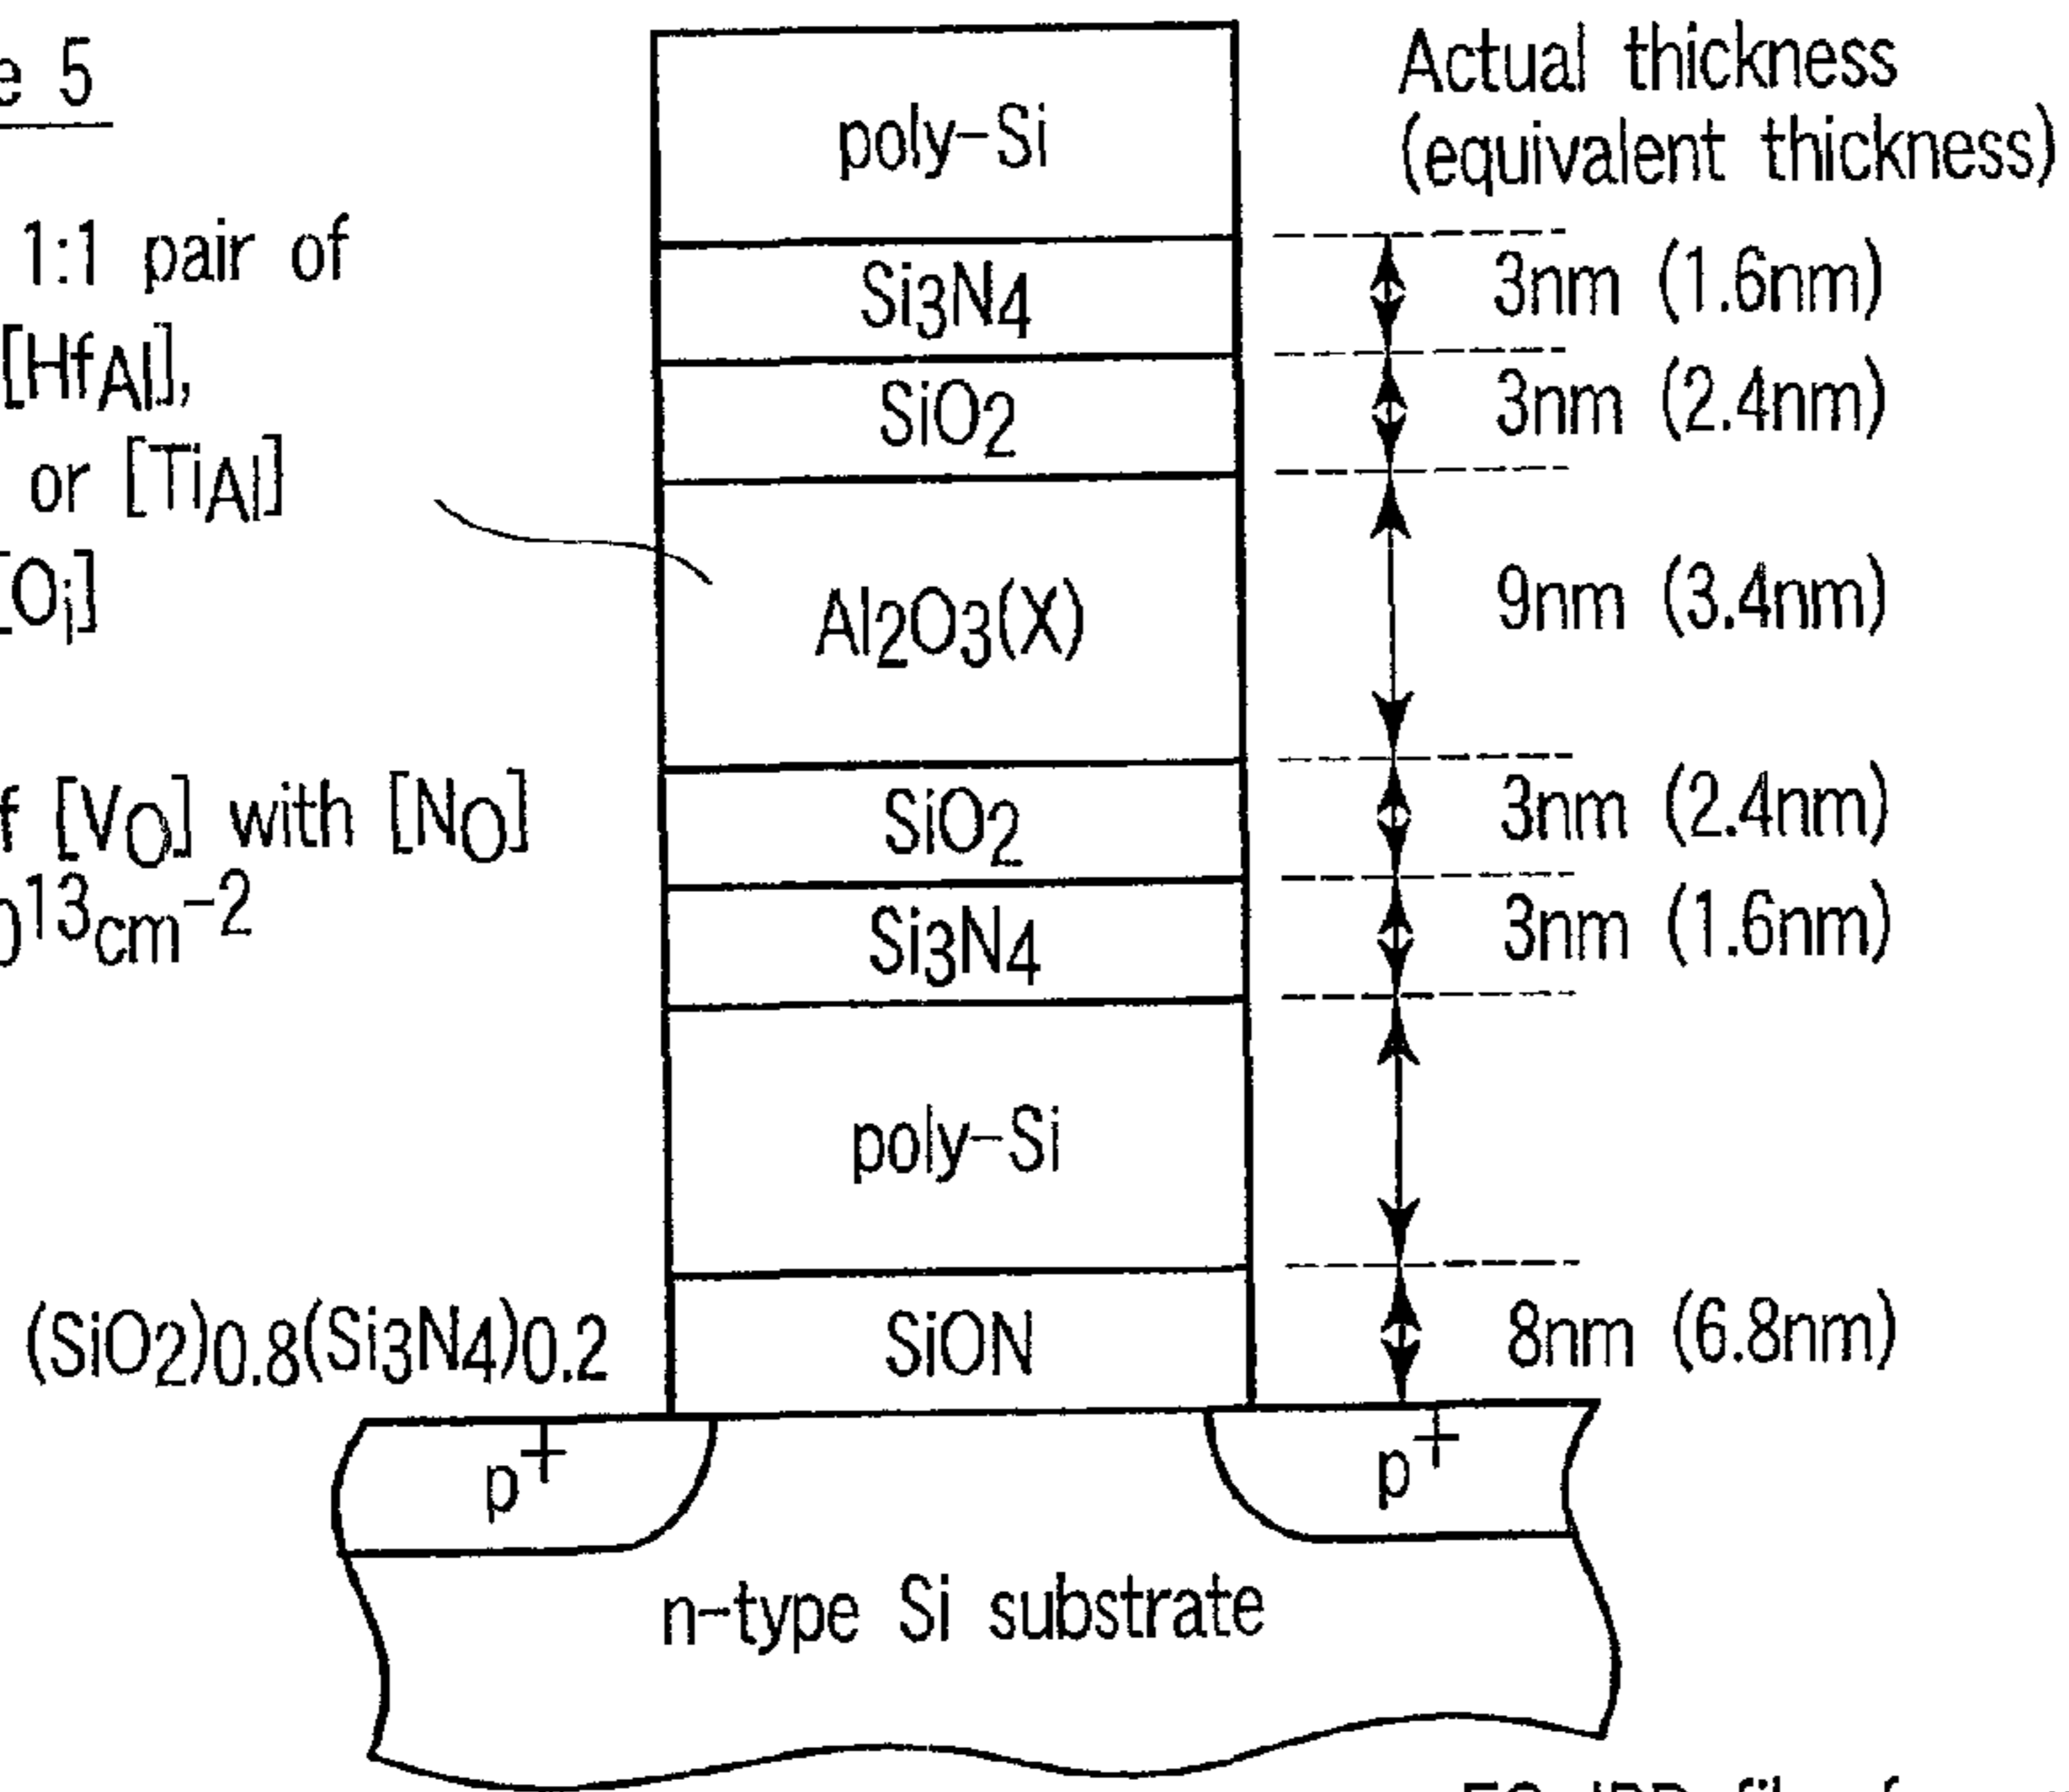 5
Actual thickness
(equivalent thickness)
poly-Si
1:1 pair of
[HfAl],
or [TiAl]
[Oi]
Si3N4
3nm (1.6nm)
SiO2
3nm (2.4nm)
Al2O3(X)
9nm (3.4nm)
[VO] with [NO]
13cm-2
SiO2
3nm (2.4nm)
Si3N4
3nm (1.6nm)
poly-Si
(SiO2)0.8(Si3N4)0.2
SiON
8nm (6.8nm)
p+
p+
n-type Si substrate